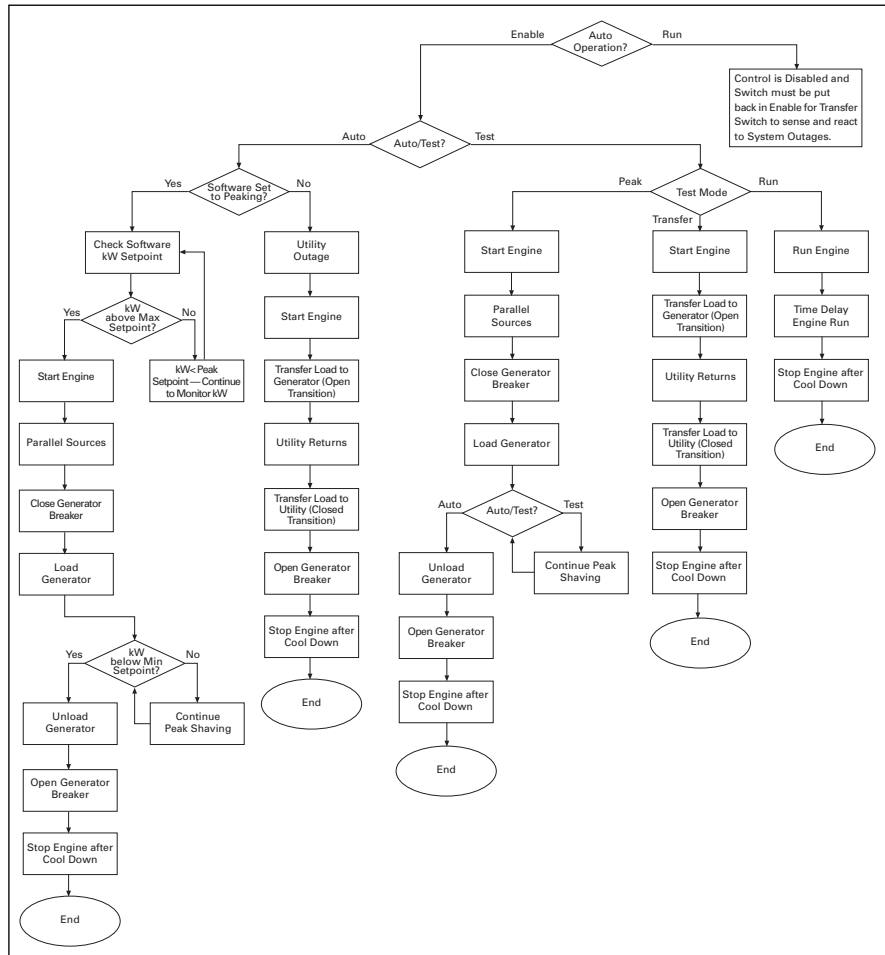 Enable
Auto
Operation?
Run
Control is Disabled and
Switch must be put
back in Enable for Transfer
Switch to sense and react
to System Outages.
Auto
Auto/Test?
Test
Yes
Software Set
to Peaking?
No
Peak
Test Mode
Run
Transfer
Check Software
kW Setpoint
Utility
Outage
Start Engine
Start Engine
Run Engine
Yes
kW
above Max
Setpoint?
No
Start Engine
Parallel
Sources
Transfer Load to
Generator (Open
Transition)
Time Delay
Engine Run
Start Engine
kW< Peak
Setpoint — Continue
to Monitor kW
Transfer Load to
Generator (Open
Transition)
Close Generator
Breaker
Utility Returns
Stop Engine after
Cool Down
Parallel Sources
Utility Returns
Load Generator
Transfer Load to
Utility (Closed
Transition)
End
Close Generator
Breaker
Transfer Load to
Utility (Closed
Transition)
Auto
Auto/Test?
Test
Open Generator
Breaker
Load
Generator
Open Generator
Breaker
Unload
Generator
Continue Peak
Shaving
Stop Engine after
Cool Down
Yes
kW
below Min
Setpoint?
No
Stop Engine after
Cool Down
Open Generator
Breaker
End
Unload
Generator
Continue
Peak Shaving
End
Stop Engine after
Cool Down
Open Generator
Breaker
End
Stop Engine after
Cool Down
End